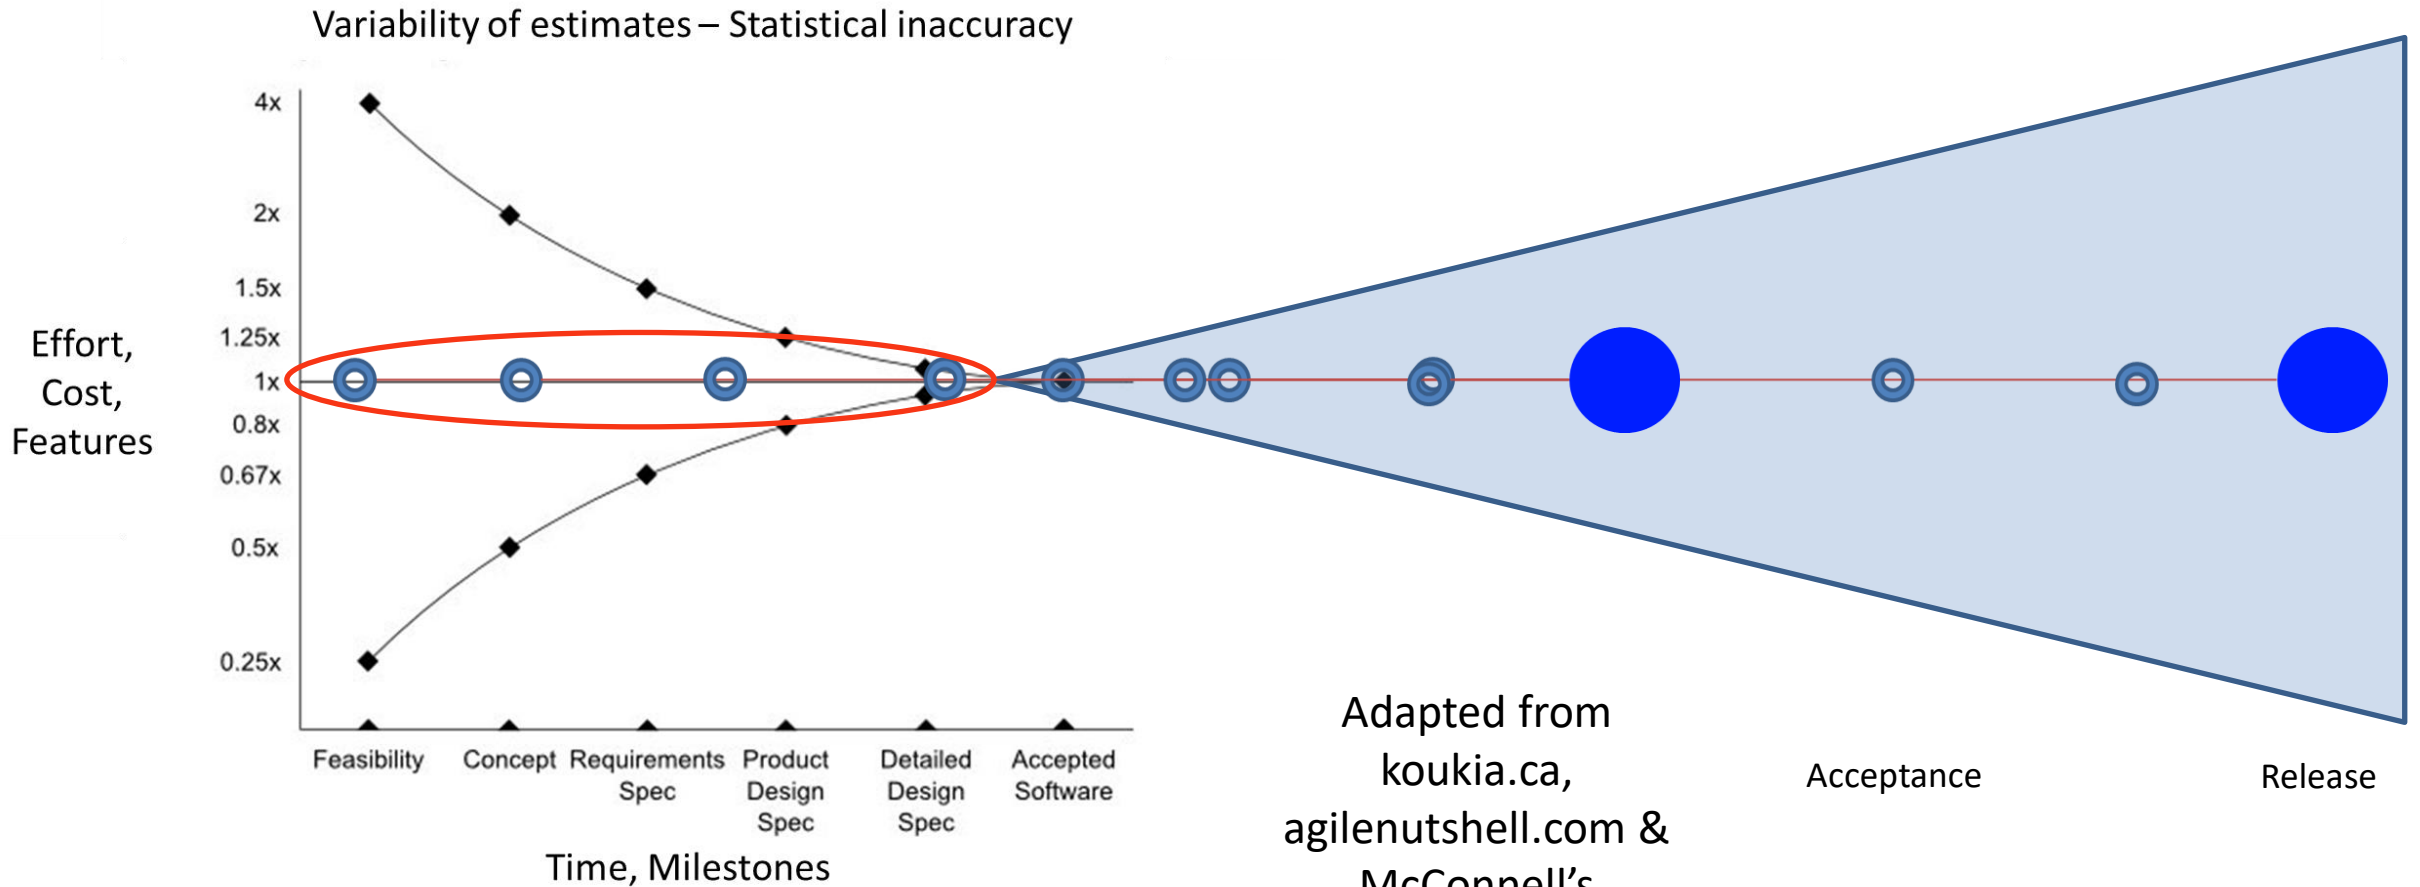 Variability of estimates – Statistical inaccuracy
4x
2x
1.5x
1.25x
1x
0.8x
0.67x
0.5x
0.25x
Effort,
Cost,
Features
Feasibility
Concept
Requirements
Spec
Product
Design
Spec
Detailed
Design
Spec
Accepted
Software
Time, Milestones
Adapted from
koukia.ca,
agilenutshell.com &
McConnell's
Acceptance
Release